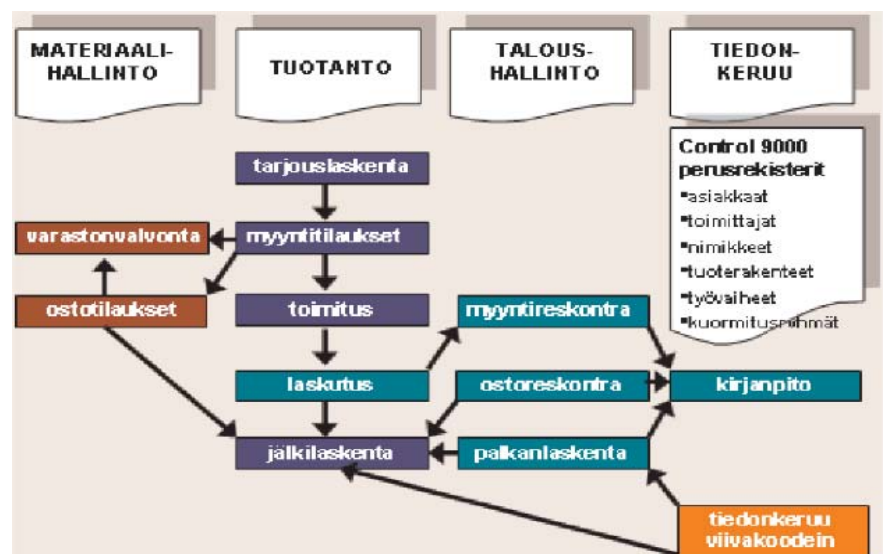 MATERIAALI-
HALLINTO
TUOTANTO
TALOUS-
HALLINTO
TIEDON-
KERUU
Control 9000
perusrekisterit
▪asiakkaat
▪toimittajat
▪nimikkeet
▪tuoterakenteet
▪työvaiheet
▪kuormitusryhmät
tarjouslaskenta
varastonvalvonta
myyntitilaukset
ostotilaukset
toimitus
myyntireskontra
laskutus
ostoreskontra
kirjanpito
jälkilaskenta
palkanlaskenta
tiedonkeruu
viivakoodein